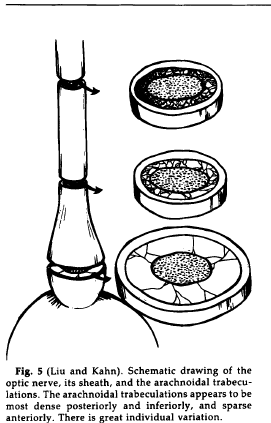 Fig. 5 (Liu and Kahn). Schematic drawing of the
optic nerve, its sheath, and the arachnoidal trabecu-
lations. The arachnoidal trabeculations appears to be
most dense posteriorly and inferiorly, and sparse
anteriorly. There is great individual variation.